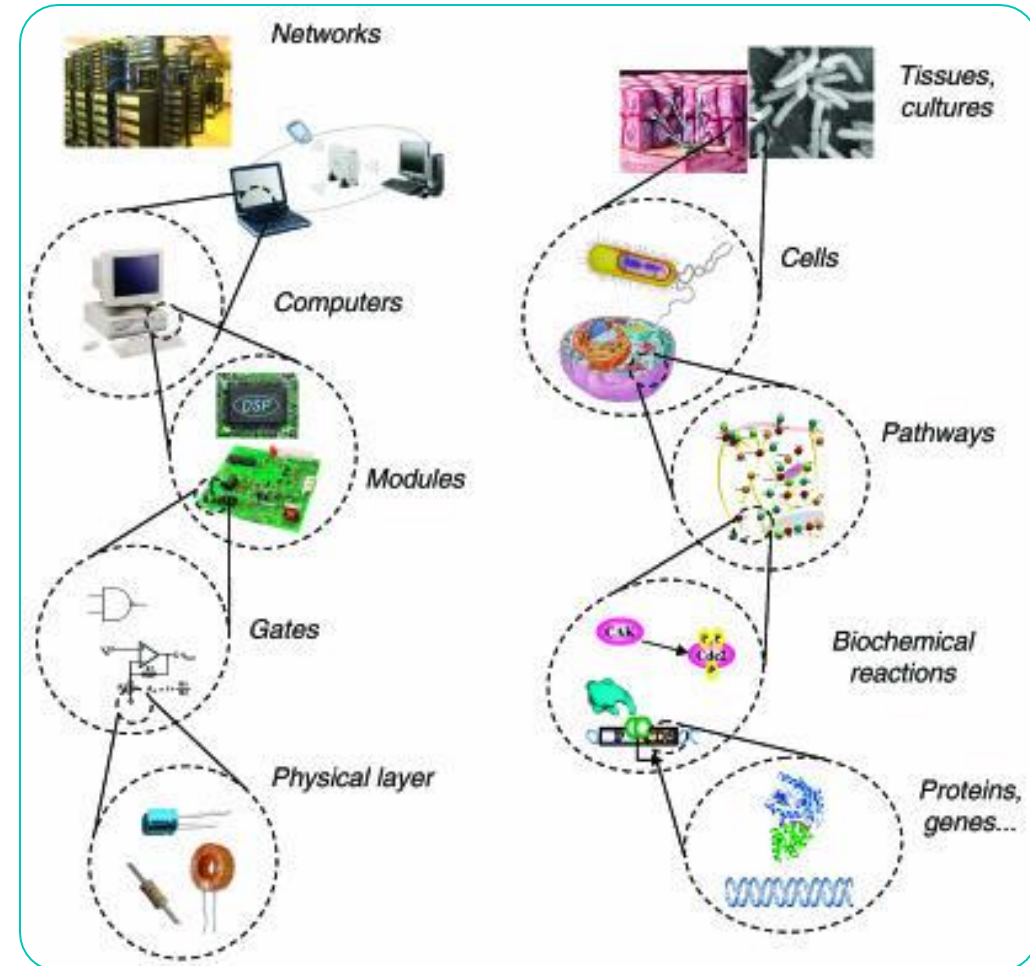 Networks
Tissues,
cultures
Cells
Computers
Pathways
DSP
Modules
CAK
P P
Cdc2
P
Gates
Biochemical
reactions
Physical layer
Proteins,
genes...